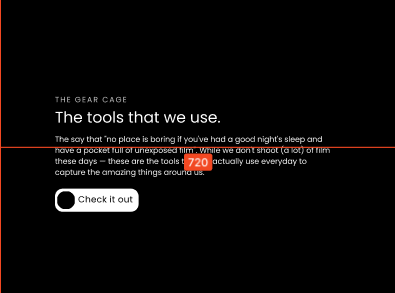 THE GEAR CAGE
The tools that we use.
The say that "no place is boring if you've had a good night's sleep and
have a pocket full of unexposed film". While we don't shoot (a lot) of film
these days — these are the tools actually use everyday to
capture the amazing things around us.
720
Check it out